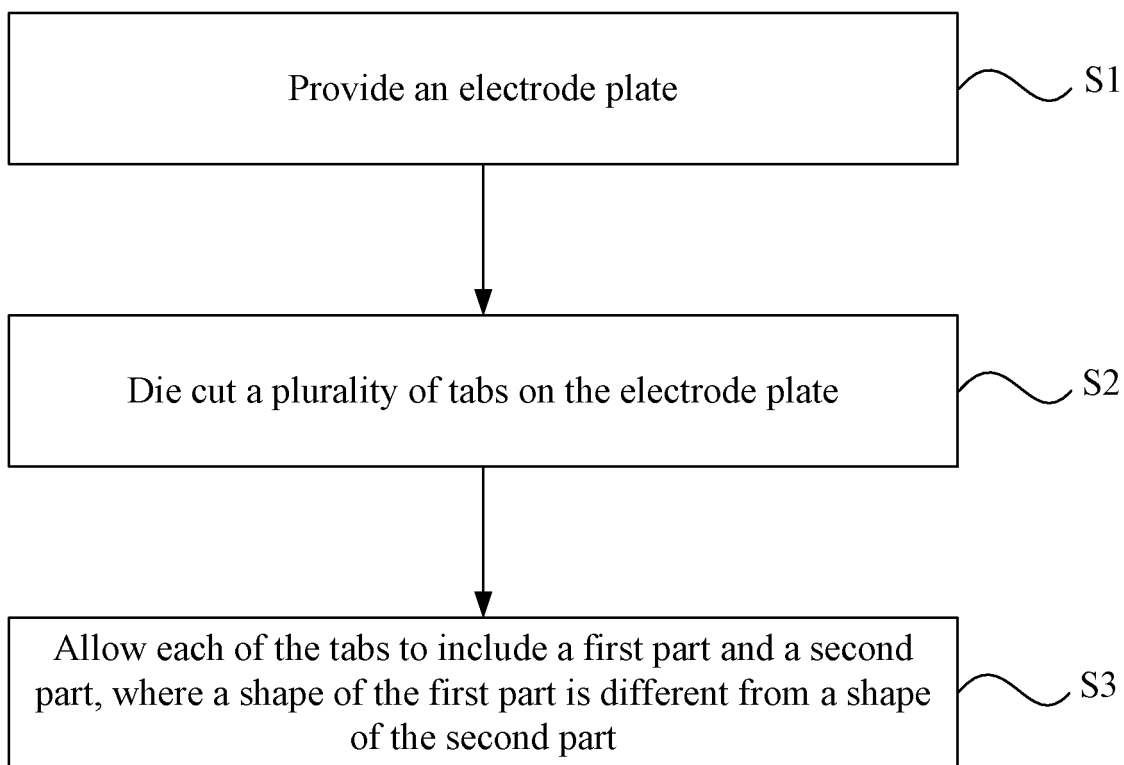 Provide an electrode plate
S1
Die cut a plurality of tabs on the electrode plate
S2
Allow each of the tabs to include a first part and a second
part, where a shape of the first part is different from a shape
of the second part
S3